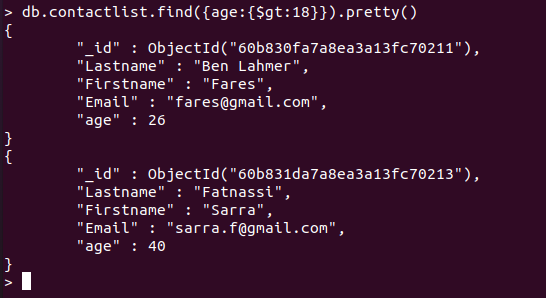 > db.contactlist.find({age:{$gt:18}}).pretty()
{
"_id" : ObjectId("60b830fa7a8ea3a13fc70211"),
"Lastname" : "Ben Lahmer",
"Firstname" : "Fares",
"Email" : "fares@gmail.com",
"age" : 26
}
{
"_id" : ObjectId("60b831da7a8ea3a13fc70213"),
"Lastname" : "Fatnassi",
"Firstname" : "Sarra",
"Email" : "sarra.f@gmail.com",
"age" : 40
}
>